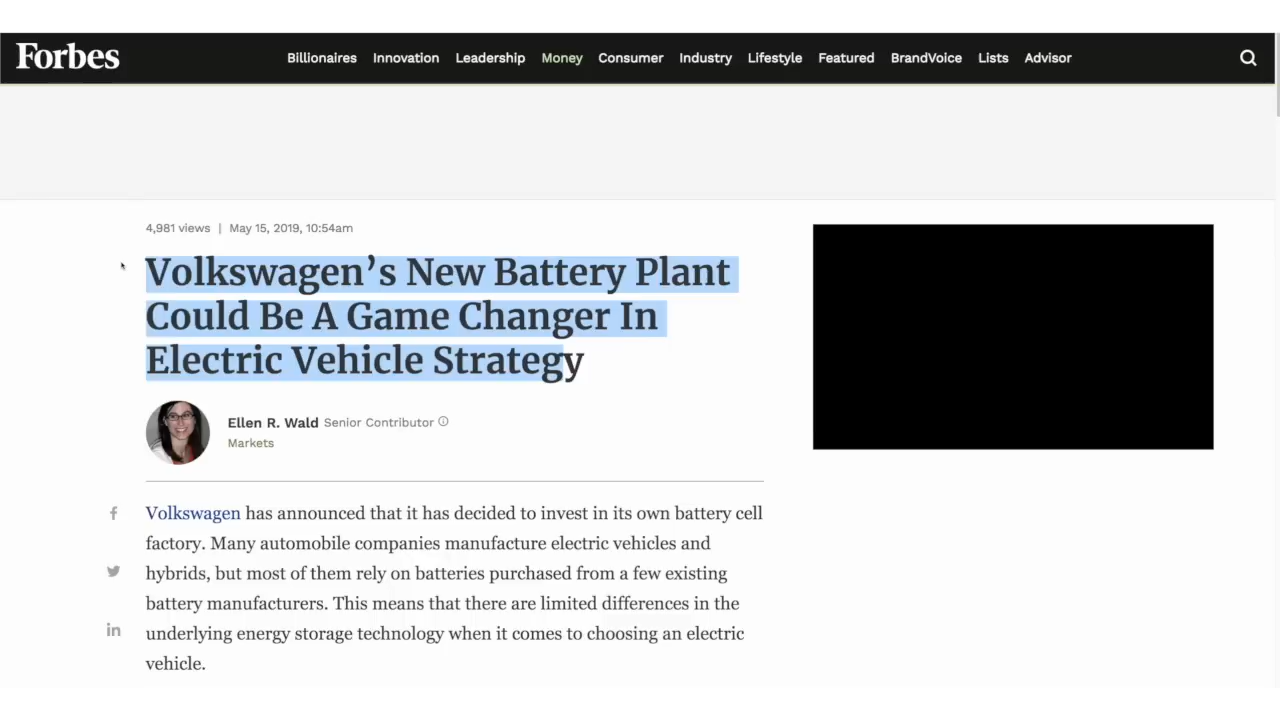 Forbes
Billionaires Innovation Leadership Money Consumer Industry Lifestyle Featured BrandVoice Lists Advisor
4,981 views | May 15, 2019, 10:54am
Volkswagen’s New Battery Plant
Could Be A Game Changer In
Electric Vehicle Strategy
Ellen R. Wald Senior Contributor
Markets
Volkswagen has announced that it has decided to invest in its own battery cell
factory. Many automobile companies manufacture electric vehicles and
hybrids, but most of them rely on batteries purchased from a few existing
battery manufacturers. This means that there are limited differences in the
underlying energy storage technology when it comes to choosing an electric
vehicle.